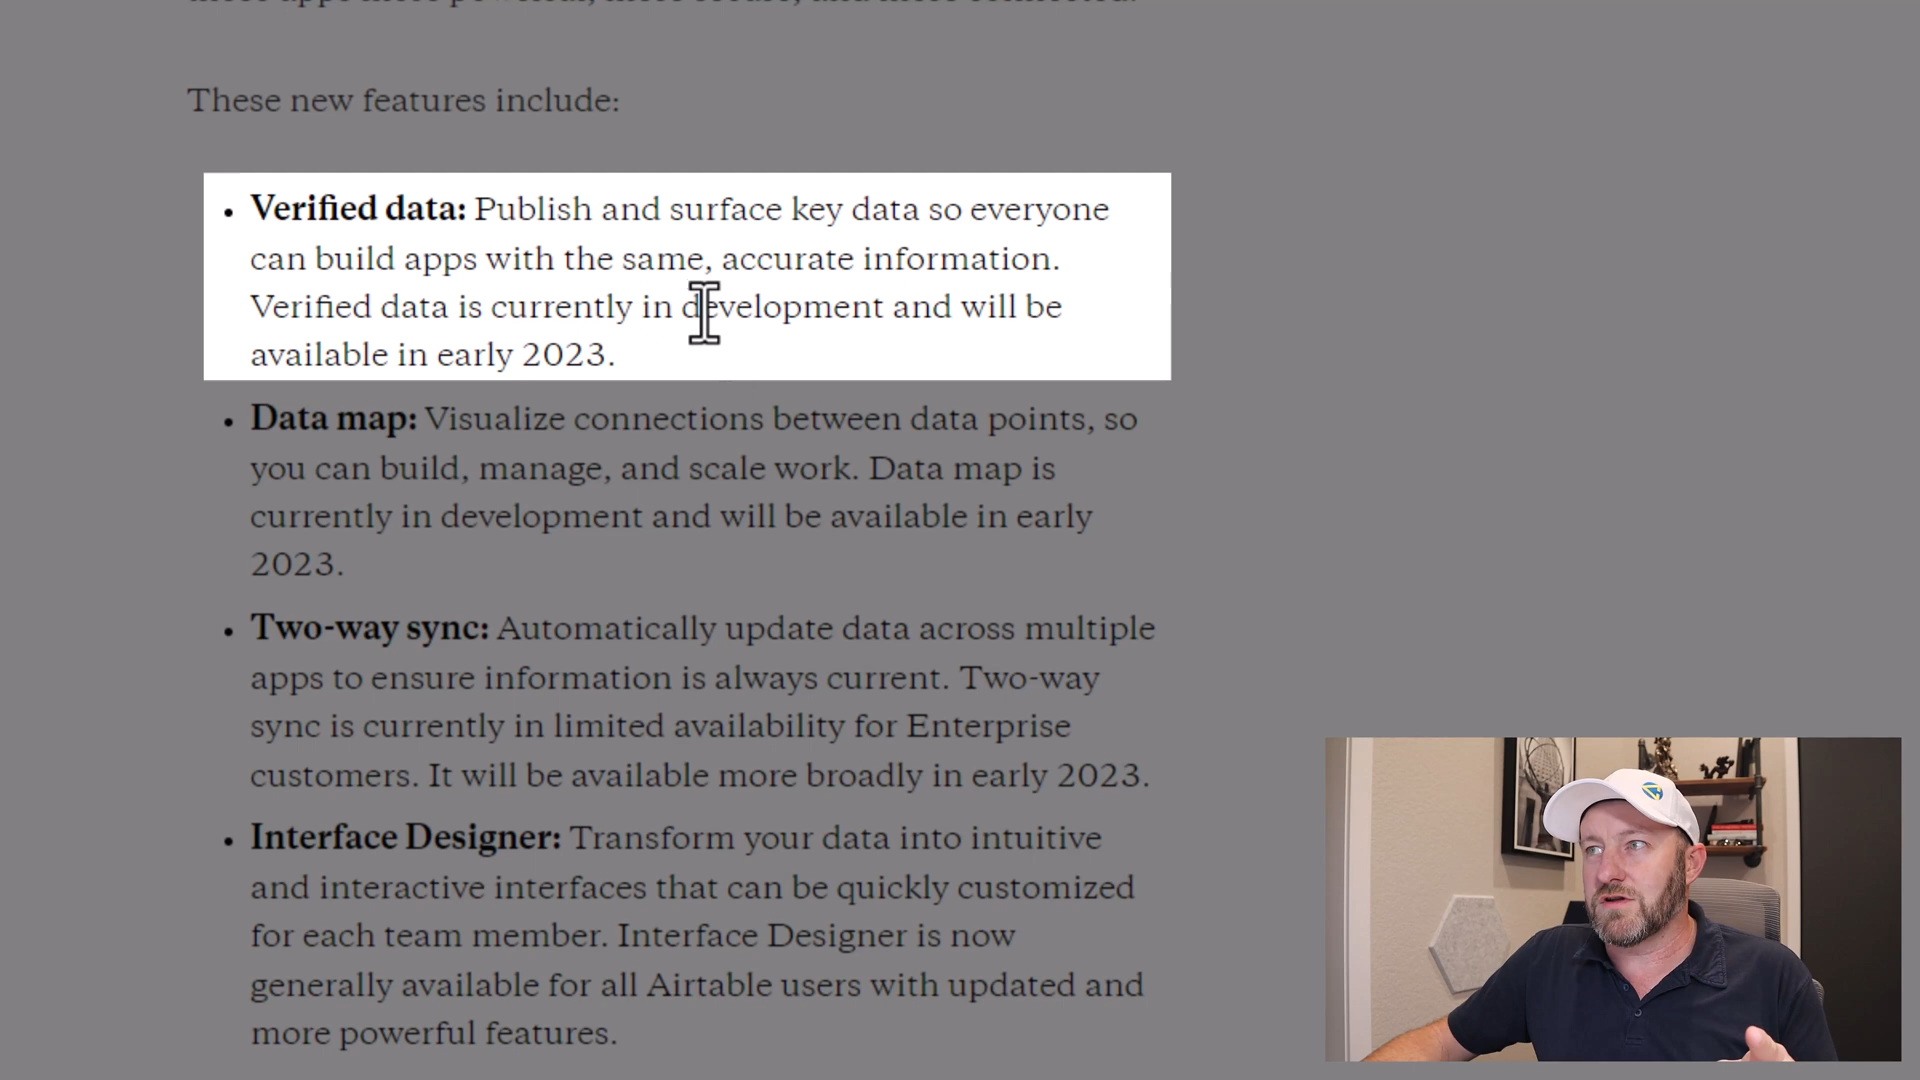 These new features include:
• Verified data: Publish and surface key data so everyone
can build apps with the same, accurate information.
Verified data is currently in development and will be
available in early 2023.
• Data map: Visualize connections between data points, so
you can build, manage, and scale work. Data map is
currently in development and will be available in early
2023.
• Two-way sync: Automatically update data across multiple
apps to ensure information is always current. Two-way
sync is currently in limited availability for Enterprise
customers. It will be available more broadly in early 2023.
• Interface Designer: Transform your data into intuitive
and interactive interfaces that can be quickly customized
for each team member. Interface Designer is now
generally available for all Airtable users with updated and
more powerful features.